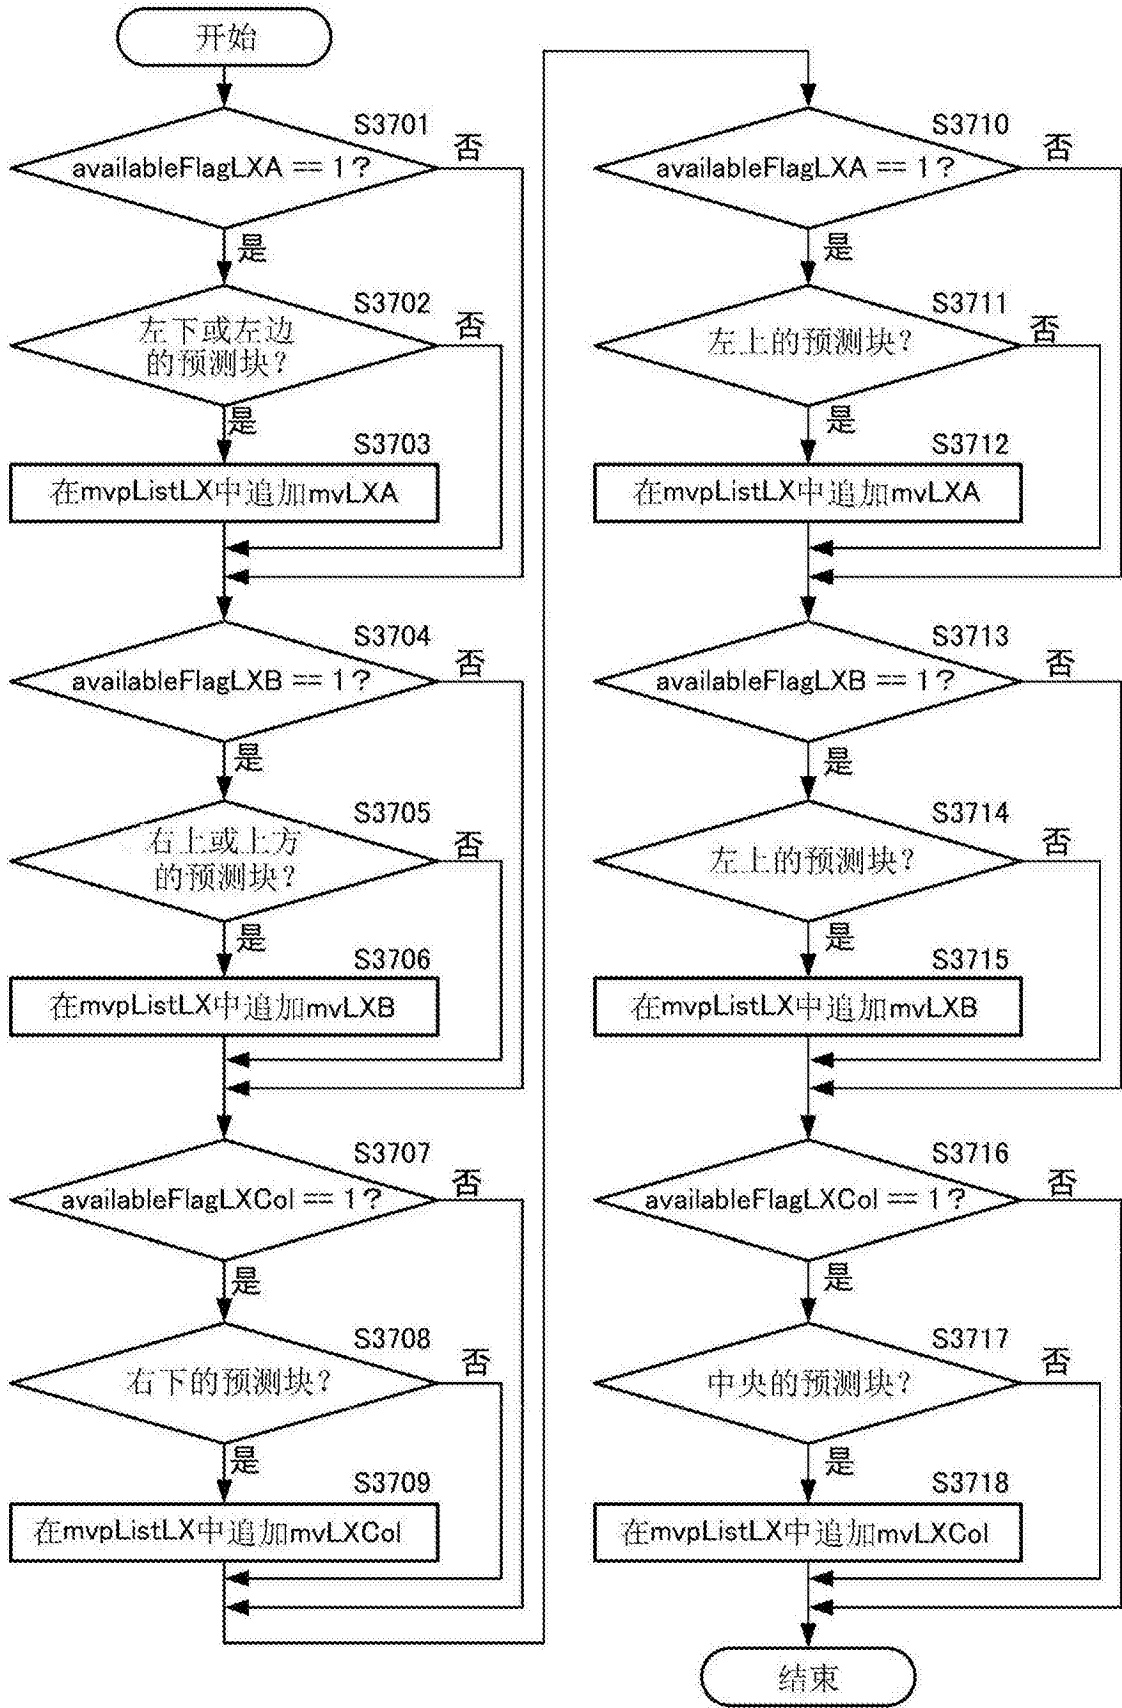 开始
S3701
availableFlagLXA == 1?
否
是
S3702
左下或左边
的预测块?
否
是
S3703
在mvpListLX中追加mvLXA
S3704
availableFlagLXB == 1?
否
是
S3705
右上或上方
的预测块?
否
是
S3706
在mvpListLX中追加mvLXB
S3707
availableFlagLXCol == 1?
否
是
S3708
右下的预测块?
否
是
S3709
在mvpListLX中追加mvLXCol
S3710
availableFlagLXA == 1?
否
是
S3711
左上的预测块?
否
是
S3712
在mvpListLX中追加mvLXA
S3713
availableFlagLXB == 1?
否
是
S3714
左上的预测块?
否
是
S3715
在mvpListLX中追加mvLXB
S3716
availableFlagLXCol == 1?
否
是
S3717
中央的预测块?
否
是
S3718
在mvpListLX中追加mvLXCol
结束